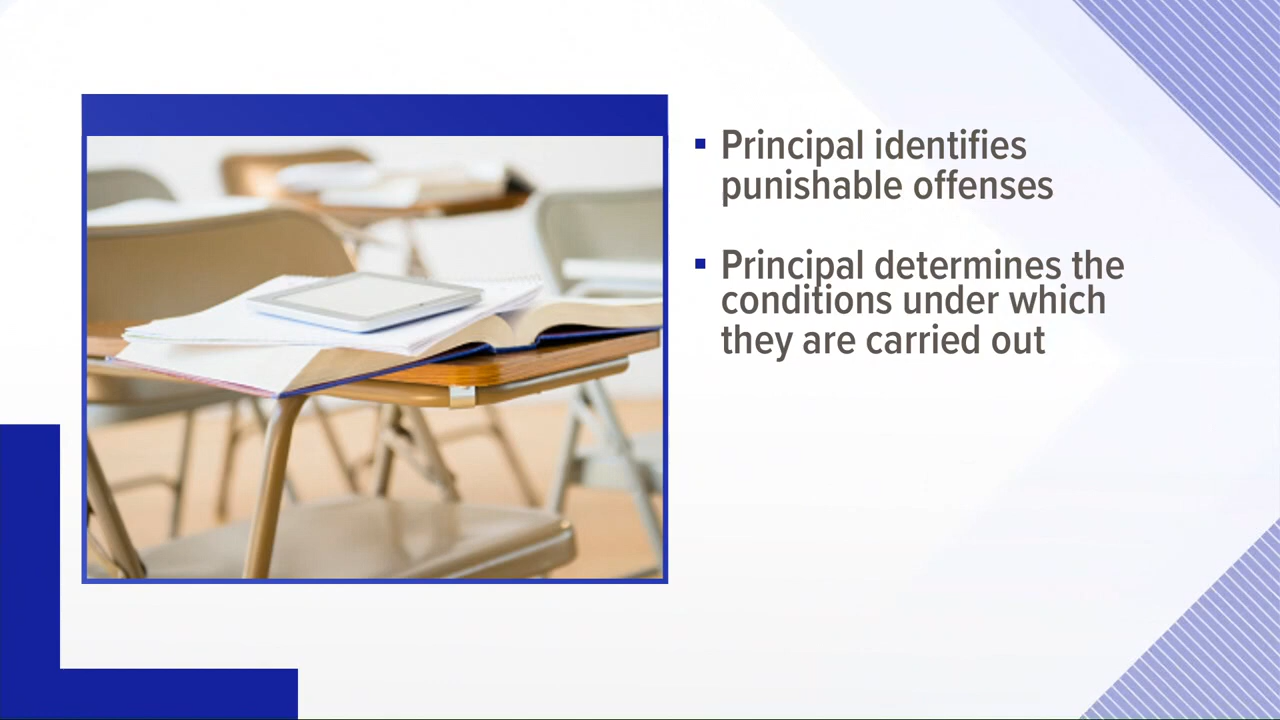 Principal identifies
punishable offenses
Principal determines the
conditions under which
they are carried out